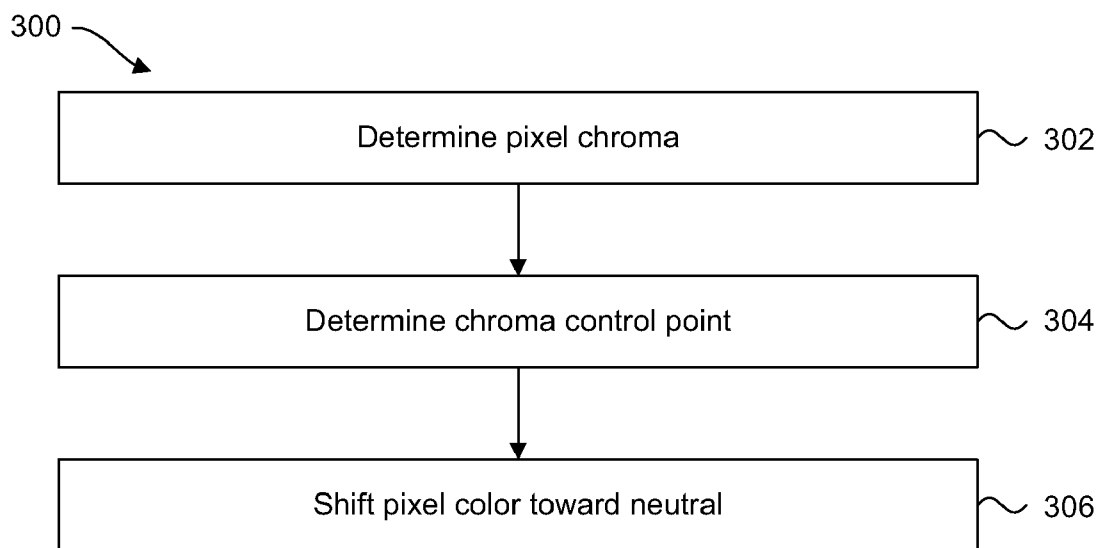 300
Determine pixel chroma
302
Determine chroma control point
304
Shift pixel color toward neutral
306